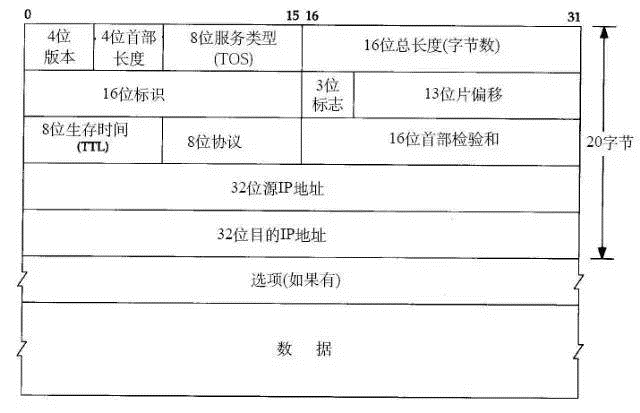 0 15 16 31
4位 4位首部 8位服务类型 16位总长度(字节数)
版本 长度 (TOS)
16位标识 3位 13位片偏移
标志
8位生存时间 8位协议 16位首部检验和
(TTL)
20字节
32位源IP地址
32位目的IP地址
选项(如果有)
数 据